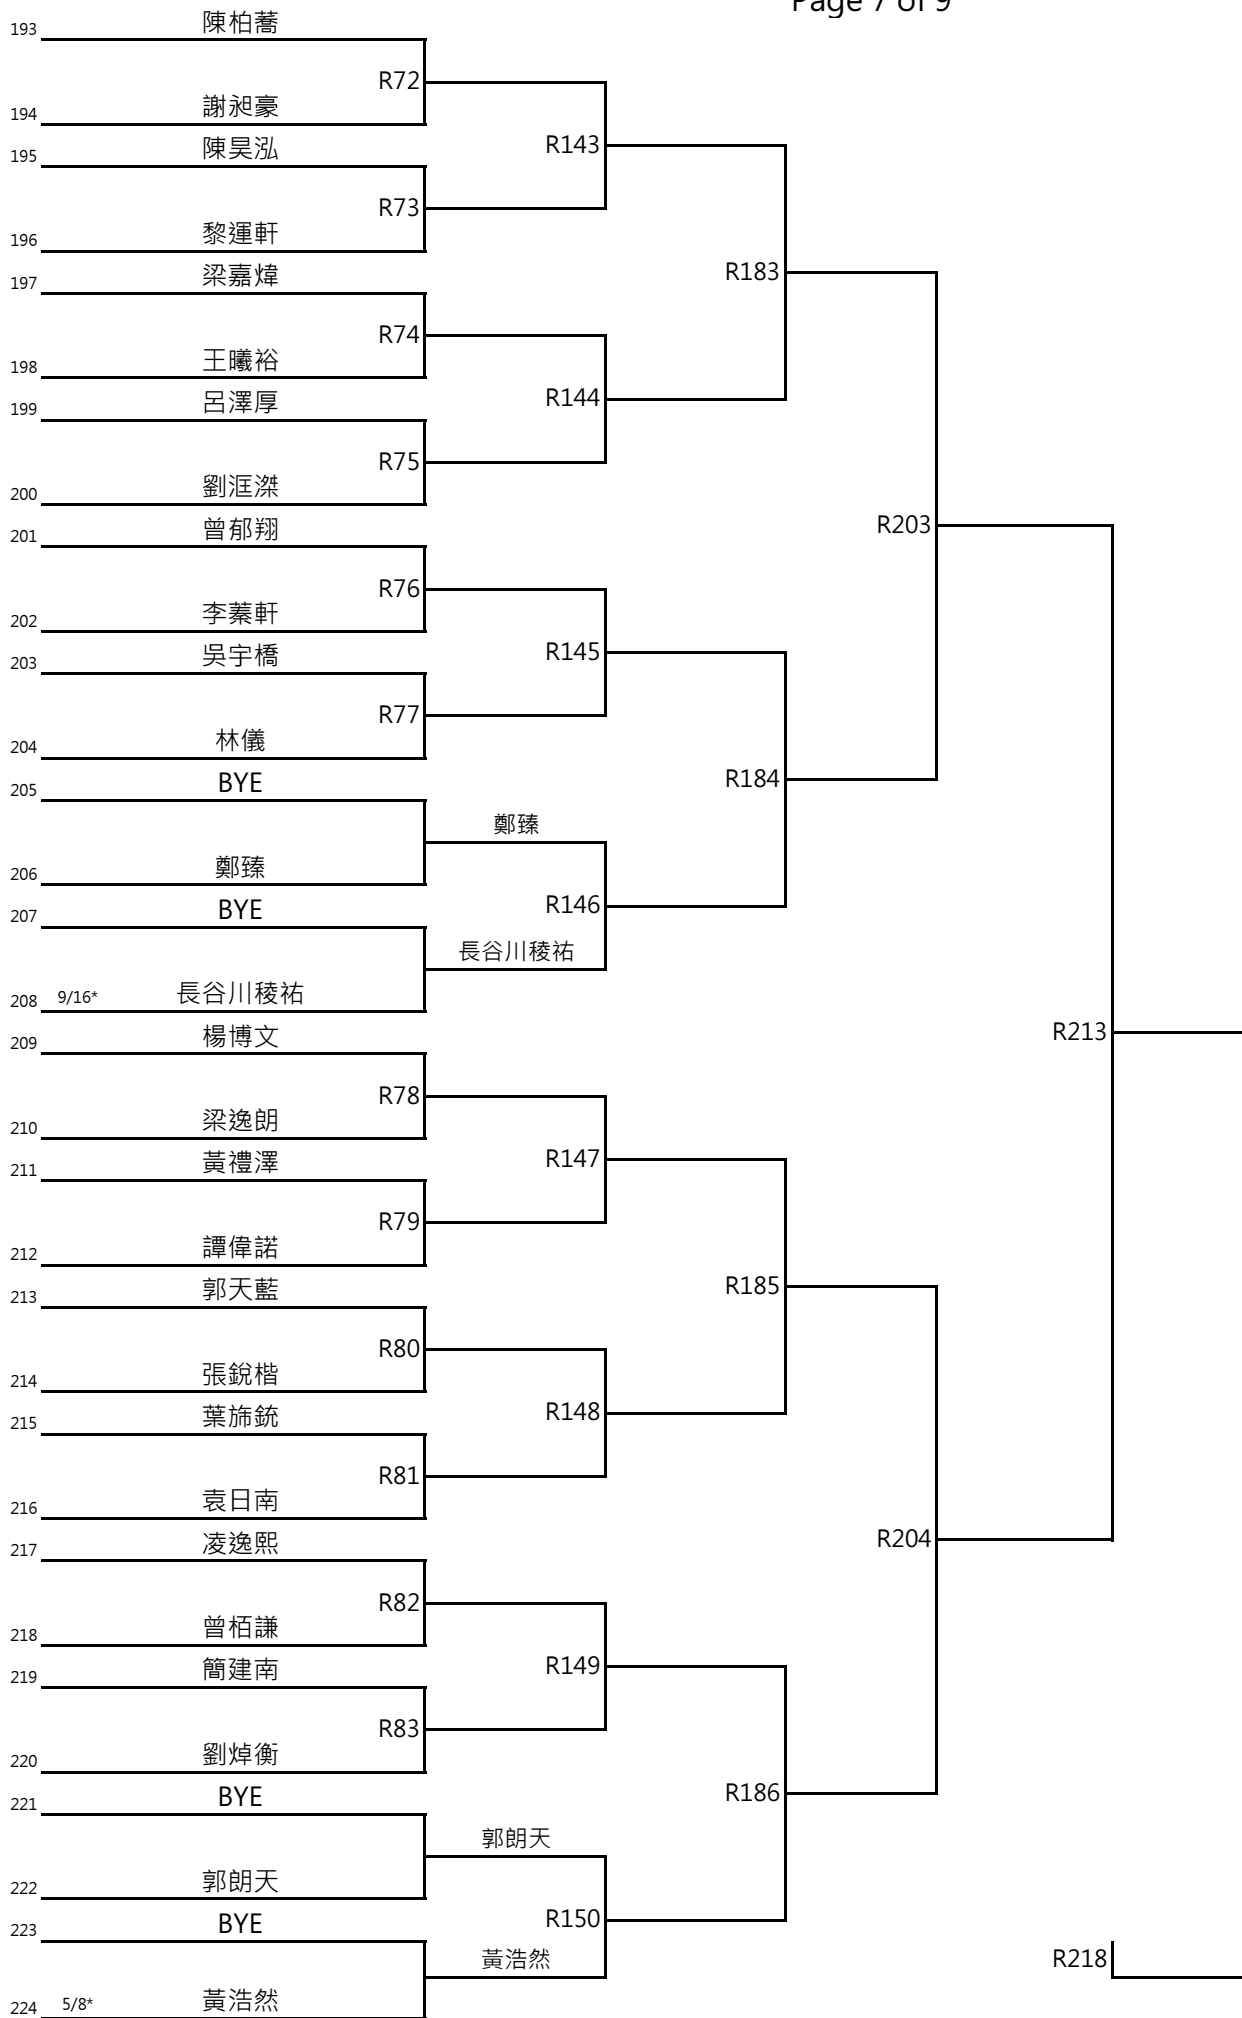 Page 7 of 9
193 陳柏蕎
R72
194 謝昶豪
R143
195 陳昊泓
R73
196 黎運軒
R183
197 梁嘉煒
R74
198 王曦裕
R144
199 呂澤厚
R75
200 劉洭滐
R203
201 曾郁翔
R76
202 李蓁軒
R145
203 吳宇橋
R77
204 林儀
R184
205 BYE
鄭臻
206 鄭臻
R146
207 BYE
長谷川稜祐
208 9/16* 長谷川稜祐
R213
209 楊博文
R78
210 梁逸朗
R147
211 黃禮澤
R79
212 譚偉諾
R185
213 郭天藍
R80
214 張銳楷
R148
215 葉旆銃
R81
216 袁日南
R204
217 凌逸熙
R82
218 曾栢謙
R149
219 簡建南
R83
220 劉焯衡
R186
221 BYE
郭朗天
222 郭朗天
R150
223 BYE
黃浩然
R218
224 5/8* 黃浩然